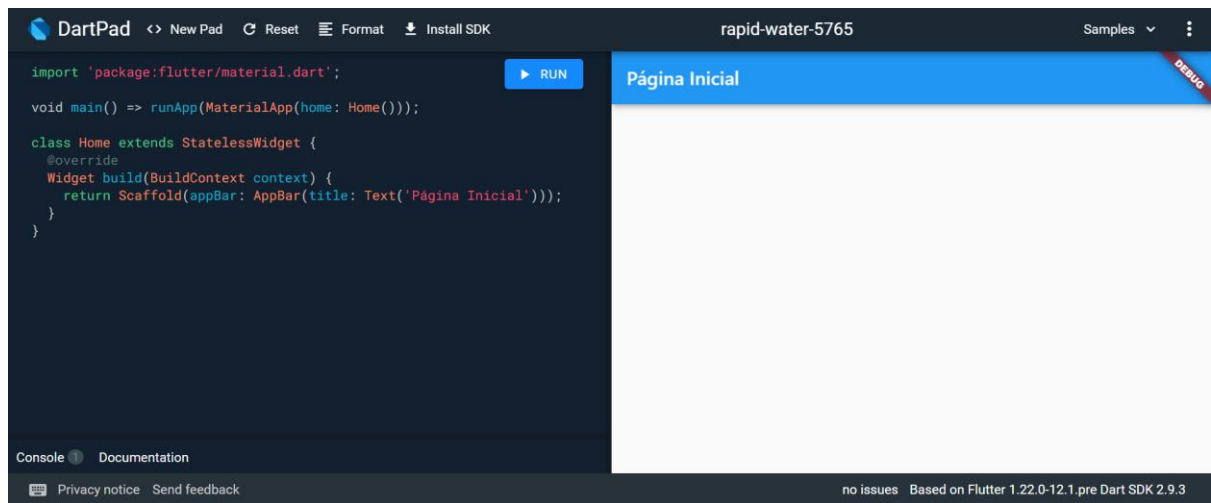 DartPad <> New Pad Reset Format Install SDK rapid-water-5765 Samples
import 'package:flutter/material.dart';
RUN
void main() => runApp(MaterialApp(home: Home()));
class Home extends StatelessWidget {
@override
Widget build(BuildContext context) {
return Scaffold(appBar: AppBar(title: Text('Página Inicial')));
}
}
Console 1 Documentation
Página Inicial
DEBUG
Privacy notice Send feedback no issues Based on Flutter 1.22.0-12.1.pre Dart SDK 2.9.3